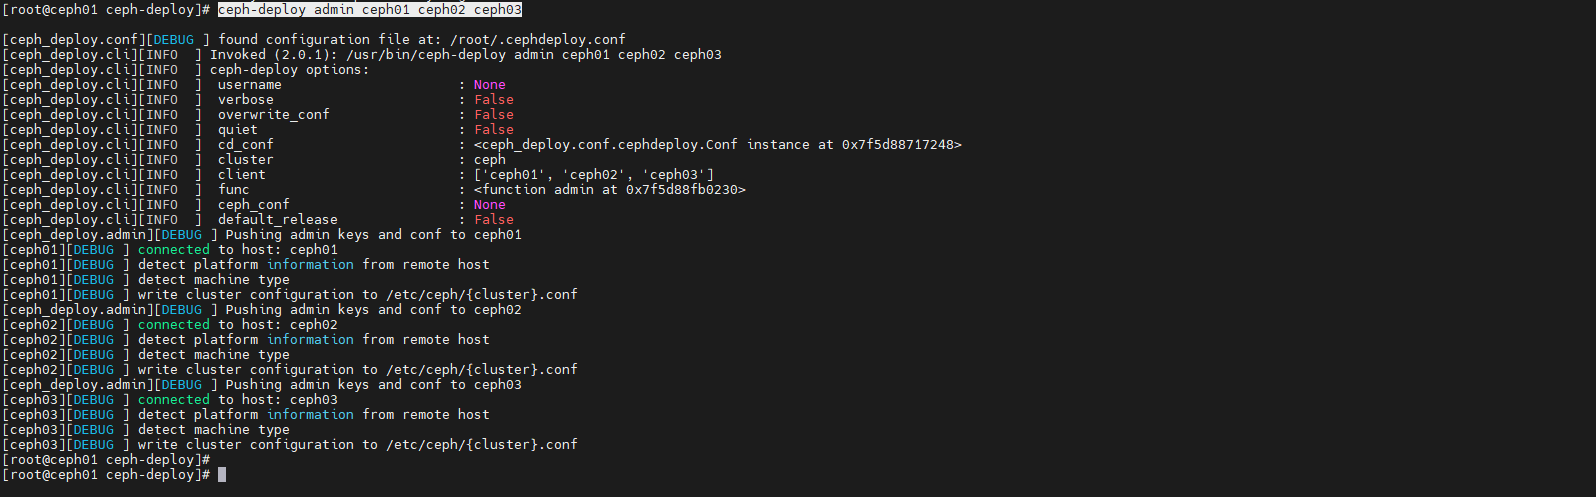 [root@ceph01 ceph-deploy]# ceph-deploy admin ceph01 ceph02 ceph03
[ceph_deploy.conf][DEBUG ] found configuration file at: /root/.cephdeploy.conf
[ceph_deploy.cli][INFO  ] Invoked (2.0.1): /usr/bin/ceph-deploy admin ceph01 ceph02 ceph03
[ceph_deploy.cli][INFO  ] ceph-deploy options:
[ceph_deploy.cli][INFO  ]  username                      : None
[ceph_deploy.cli][INFO  ]  verbose                       : False
[ceph_deploy.cli][INFO  ]  overwrite_conf                : False
[ceph_deploy.cli][INFO  ]  quiet                         : False
[ceph_deploy.cli][INFO  ]  cd_conf                       : <ceph_deploy.conf.cephdeploy.Conf instance at 0x7f5d88717248>
[ceph_deploy.cli][INFO  ]  cluster                       : ceph
[ceph_deploy.cli][INFO  ]  client                        : ['ceph01', 'ceph02', 'ceph03']
[ceph_deploy.cli][INFO  ]  func                          : <function admin at 0x7f5d88fb0230>
[ceph_deploy.cli][INFO  ]  ceph_conf                     : None
[ceph_deploy.cli][INFO  ]  default_release               : False
[ceph_deploy.admin][DEBUG ] Pushing admin keys and conf to ceph01
[ceph01][DEBUG ] connected to host: ceph01
[ceph01][DEBUG ] detect platform information from remote host
[ceph01][DEBUG ] detect machine type
[ceph01][DEBUG ] write cluster configuration to /etc/ceph/{cluster}.conf
[ceph_deploy.admin][DEBUG ] Pushing admin keys and conf to ceph02
[ceph02][DEBUG ] connected to host: ceph02
[ceph02][DEBUG ] detect platform information from remote host
[ceph02][DEBUG ] detect machine type
[ceph02][DEBUG ] write cluster configuration to /etc/ceph/{cluster}.conf
[ceph_deploy.admin][DEBUG ] Pushing admin keys and conf to ceph03
[ceph03][DEBUG ] connected to host: ceph03
[ceph03][DEBUG ] detect platform information from remote host
[ceph03][DEBUG ] detect machine type
[ceph03][DEBUG ] write cluster configuration to /etc/ceph/{cluster}.conf
[root@ceph01 ceph-deploy]#
[root@ceph01 ceph-deploy]#